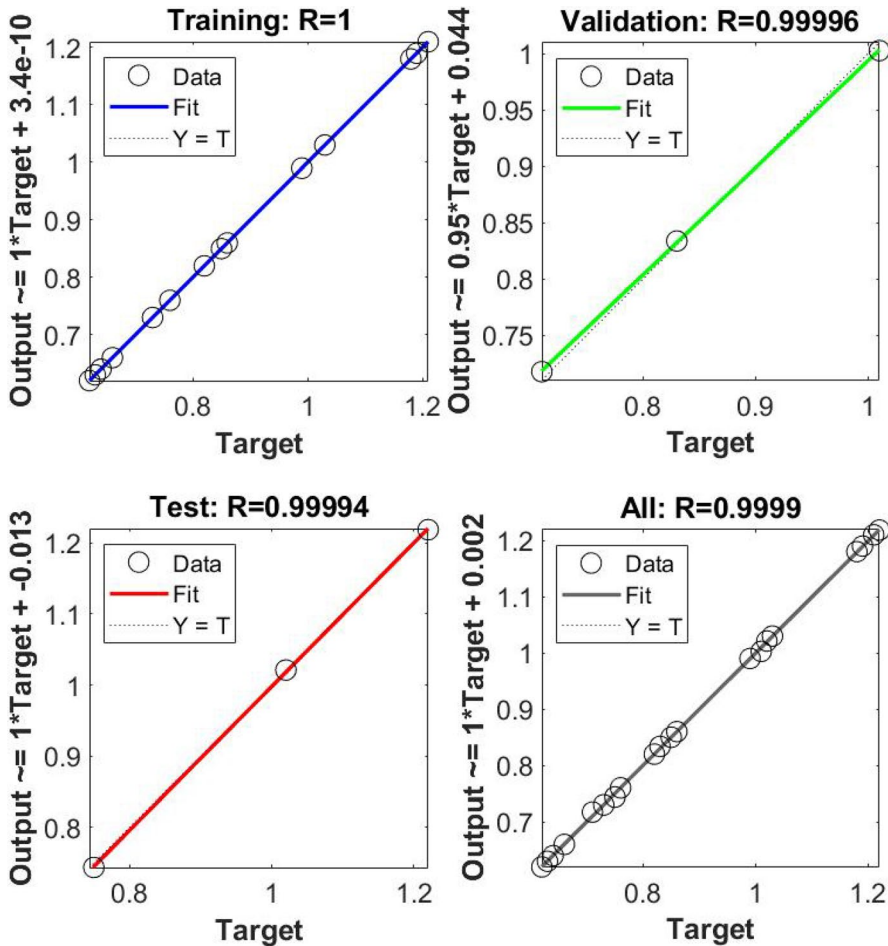 Training: R=1
Output ~= 1*Target + 3.4e-10
1.2
1.1
1
0.9
0.8
0.7
Data
Fit
Y = T
0.8
1
1.2
Target
Validation: R=0.99996
Output ~= 0.95*Target + 0.044
1
0.95
0.9
0.85
0.8
0.75
Data
Fit
Y = T
0.8
0.9
1
Target
Test: R=0.99994
Output ~= 1*Target + -0.013
1.2
1.1
1
0.9
0.8
Data
Fit
Y = T
0.8
1
1.2
Target
All: R=0.9999
Output ~= 1*Target + 0.002
1.2
1.1
1
0.9
0.8
0.7
Data
Fit
Y = T
0.8
1
1.2
Target